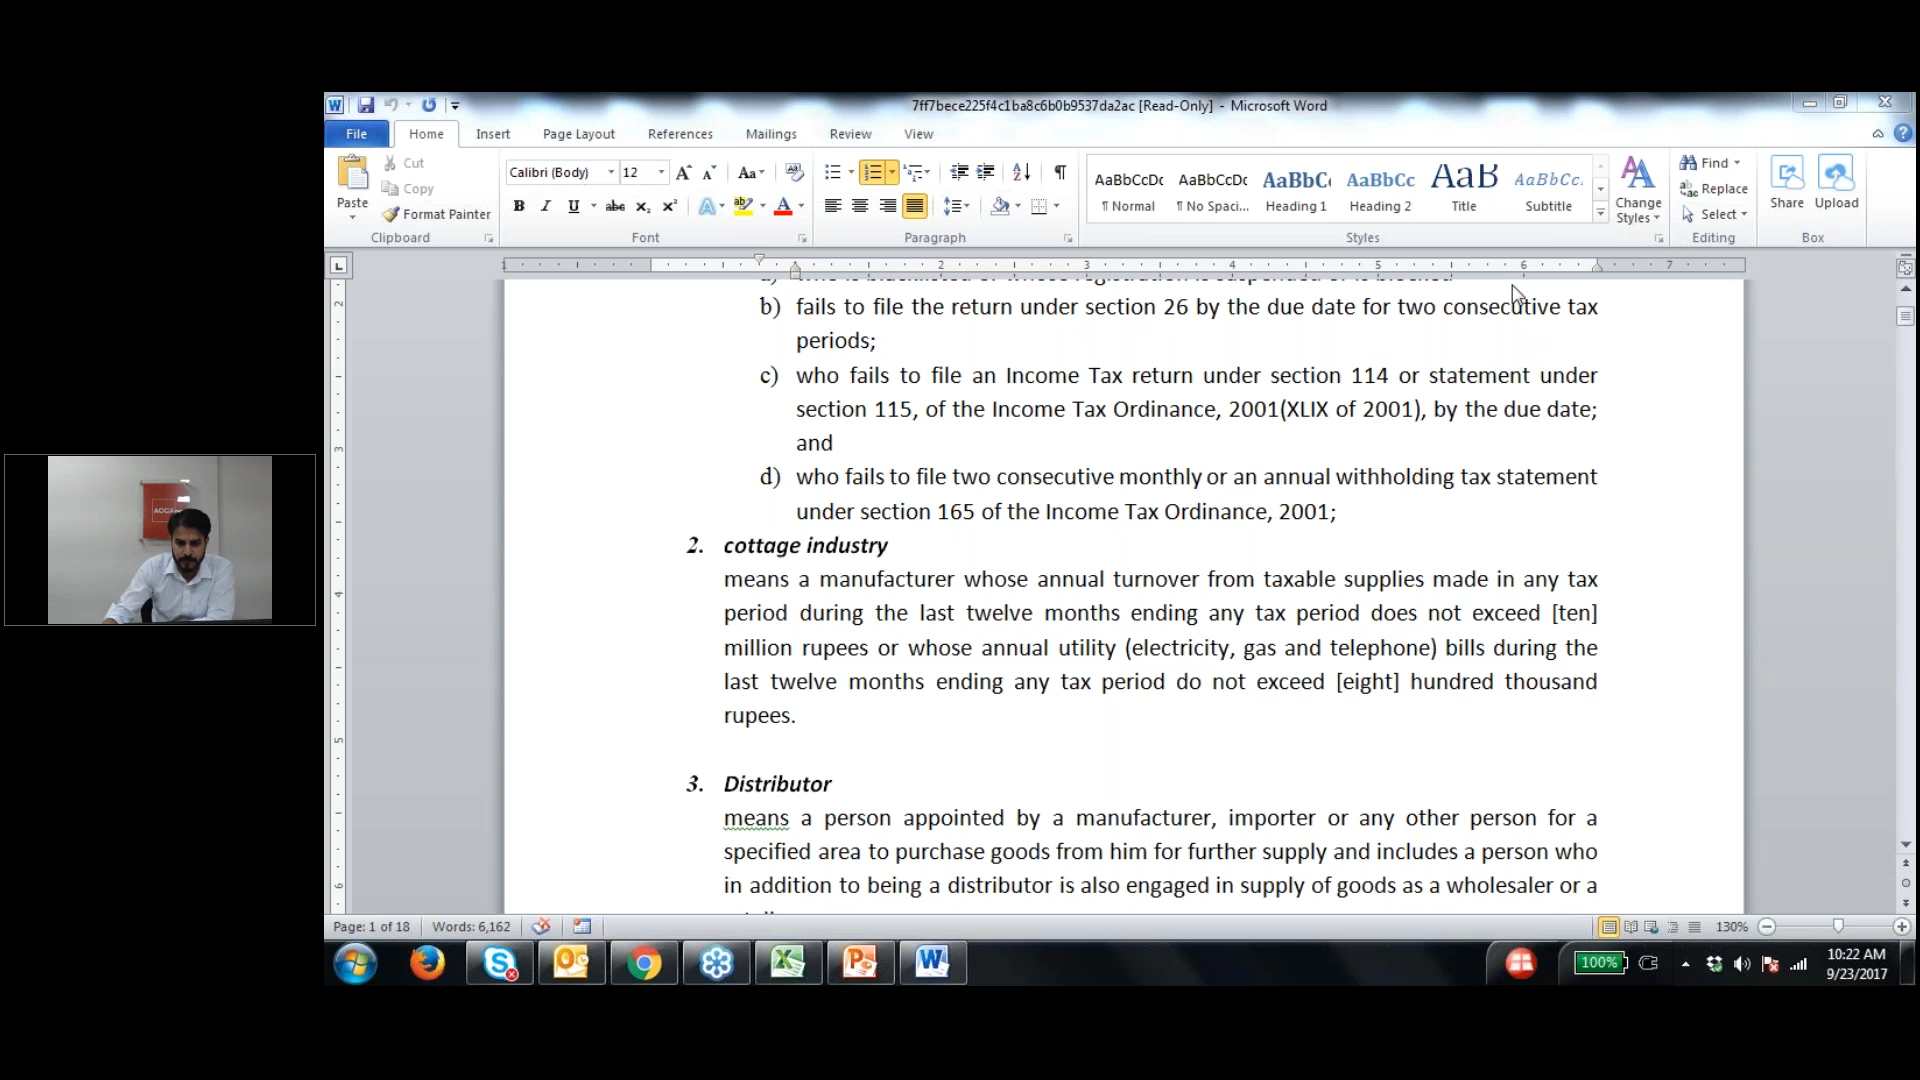 7ff7bece225f4c1ba8c6b0b9537da2ac [Read-Only] - Microsoft Word
File Home Insert Page Layout References Mailings Review View
Paste
Cut
Copy
Format Painter
Clipboard
Calibri (Body) 12
Font
Paragraph
AaBbCcDc AaBbCcDc AaBbC AaBbCc AaB AaBbCc.
¶ Normal ¶ No Spaci... Heading 1 Heading 2 Title Subtitle
Change
Styles
Styles
Find
Replace
Select
Editing
Share Upload
Box
1 2 3 4 5 6 7
b) fails to file the return under section 26 by the due date for two consecutive tax
periods;
c) who fails to file an Income Tax return under section 114 or statement under
section 115, of the Income Tax Ordinance, 2001(XLIX of 2001), by the due date;
and
d) who fails to file two consecutive monthly or an annual withholding tax statement
under section 165 of the Income Tax Ordinance, 2001;
2. cottage industry
means a manufacturer whose annual turnover from taxable supplies made in any tax
period during the last twelve months ending any tax period does not exceed [ten]
million rupees or whose annual utility (electricity, gas and telephone) bills during the
last twelve months ending any tax period do not exceed [eight] hundred thousand
rupees.
3. Distributor
means a person appointed by a manufacturer, importer or any other person for a
specified area to purchase goods from him for further supply and includes a person who
in addition to being a distributor is also engaged in supply of goods as a wholesaler or a
ACCA
Page: 1 of 18 Words: 6,162 130%
100%
10:22 AM
9/23/2017